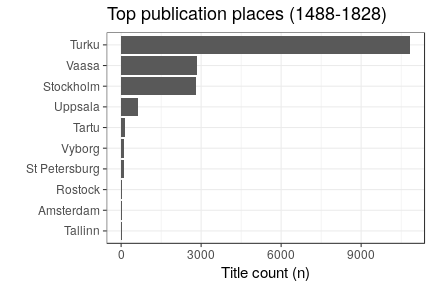 Top publication places (1488-1828)
Turku
Vaasa
Stockholm
Uppsala
Tartu
Vyborg
St Petersburg
Rostock
Amsterdam
Tallinn
0 3000 6000 9000
Title count (n)